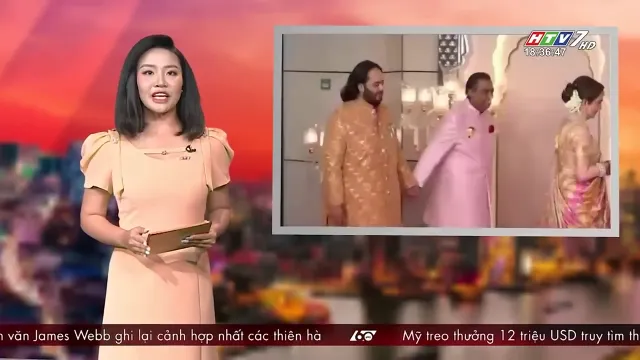 HTV7 HD
18:36:47
n văn James Webb ghi lại cảnh hợp nhất các thiên hà
60
Mỹ treo thưởng 12 triệu USD truy tìm th